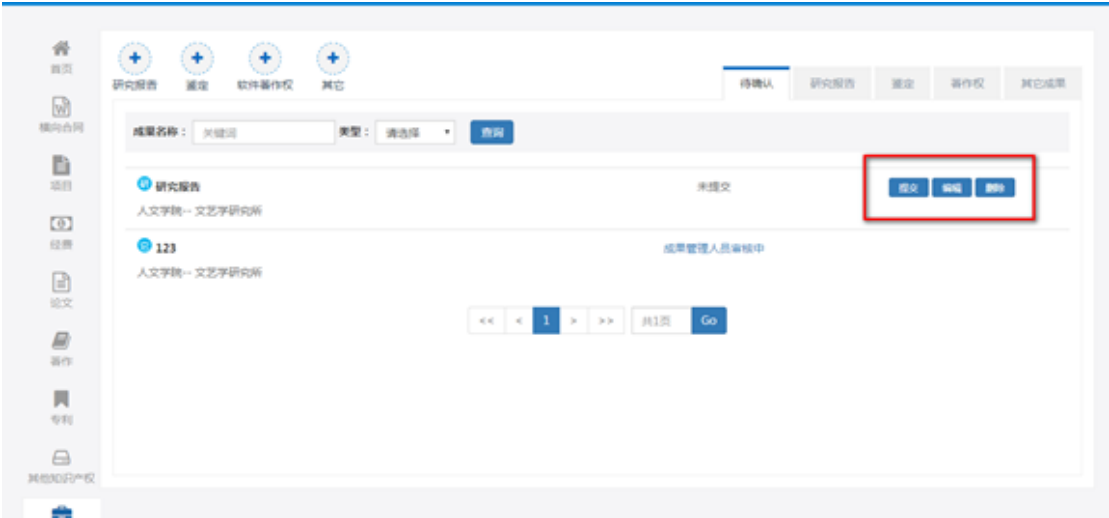 首页
横向合同
项目
经费
论文
著作
专利
其他知识产权
研究报告 鉴定 软件著作权 其它
待确认 研究报告 鉴定 著作权 其它成果
成果名称： 关键词 类型： 请选择 查询
研 研究报告 未提交 提交 编辑 删除
人文学院-- 文艺学研究所
它 123 成果管理人员审核中
人文学院-- 文艺学研究所
<< < 1 > >> 共1页 Go